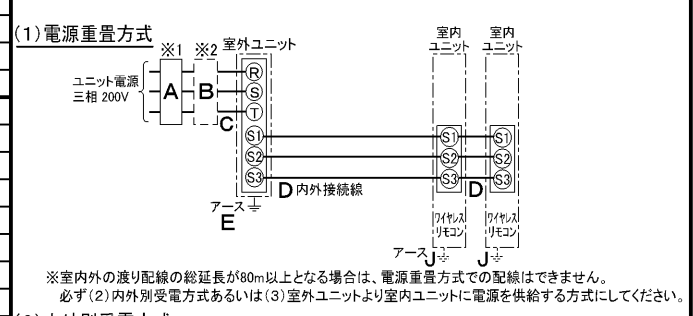 (1)電源重畳方式
※1
※2
室外ユニット
室内
ユニット
室内
ユニット
ユニット電源
三相 200V
A
B
C
R
S
T
S1
S2
S3
S1
S2
S3
S1
S2
S3
D 内外接続線
D
アース
E
ワイヤレス
リモコン
ワイヤレス
リモコン
アース
J
J
※室内外の渡り配線の総延長が80m以上となる場合は、電源重畳方式での配線はできません。
必ず(2)内外別受電方式あるいは(3)室外ユニットより室内ユニットに電源を供給する方式にしてください。